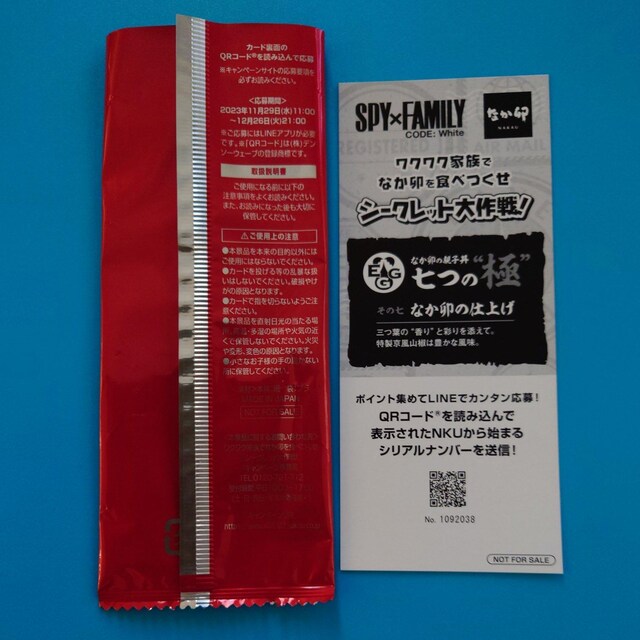 カード裏面の
QRコード®を読み込んで応募
※キャンペーンサイトの応募要項を
必ずお読みください。
<応募期間>
2023年11月29日(水)11:00
~12月26日(火)21:00
※ご応募にはLINEアプリが必要
です。※「QRコード」は(株)デン
ソーウェーブの登録商標です。
取扱説明書
ご使用になる前に以下の
注意事項をよくお読みください。
また、お読みになった後も大切に
保管してください。
⚠ご使用上の注意
●本景品を本来の目的以外には
ご使用にはならないでください。
●カードを投げる等の乱暴な扱
いはしないでください。破損やけ
がの原因となります。
●カードで指を切らないようご注
意ください。
●本景品を直射日光の当たる場
多湿の場所や火気の近
くで保管しないでください。火災
や変形、変色の原因となります。
●小さなお子様の手の届かない
に保管してください。
NOT FOR SALE
SPY×FAMILY
CODE: White
なか卯
NAKAU
REGISTERED
AIR MAIL
ワクワク家族で
なか卯を食べつくせ
シークレット大作戦!
EGG
なか卯の親子丼
七つの“極”
その七 なか卯の仕上げ
三つ葉の“香り”と彩りを添えて。
特製京風山椒は豊かな風味。
ポイント集めてLINEでカンタン応募!
QRコード®を読み込んで
表示されたNKUから始まる
シリアルナンバーを送信!
No. 1092038
NOT FOR SALE